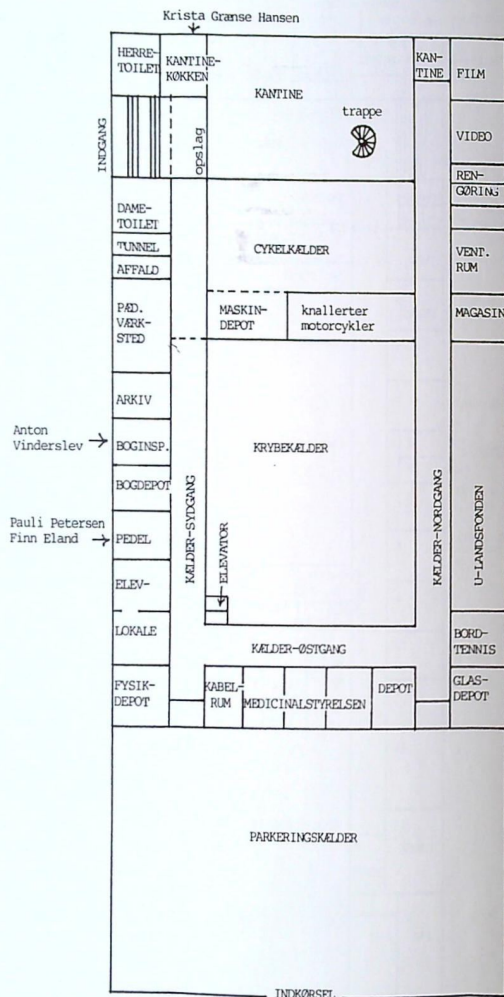 Krista Granse Hansen
HERRE-
TOILET
KANTINE-
KØKKEN
KANTINE
KAN-
TINE
FILM
INDGANG
opslag
trappe
VIDEO
REN-
GØRING
DAME-
TOILET
TUNNEL
AFFALD
CYKELKÆLDER
VENT.
RUM
PÆD.
VÆRK-
STED
MASKIN-
DEPOT
knallerter
motorcykler
MAGASIN
ARKIV
Anton
Vinderslev
BOGINSP.
KRYBEKÆLDER
BOGDEPOT
KÆLDER-SYDGANG
KÆLDER-NORDGANG
U-LANDSFONDEN
Pauli Petersen
Finn Eland
PEDEL
ELEVATOR
ELEV-
LOKALE
KÆLDER-ØSTGANG
BORD-
TENNIS
FYSIK-
DEPOT
KABEL-
RUM
MEDICINALSTYRELSEN
DEPOT
GLAS-
DEPOT
PARKERINGSKÆLDER
INDKØRSEL